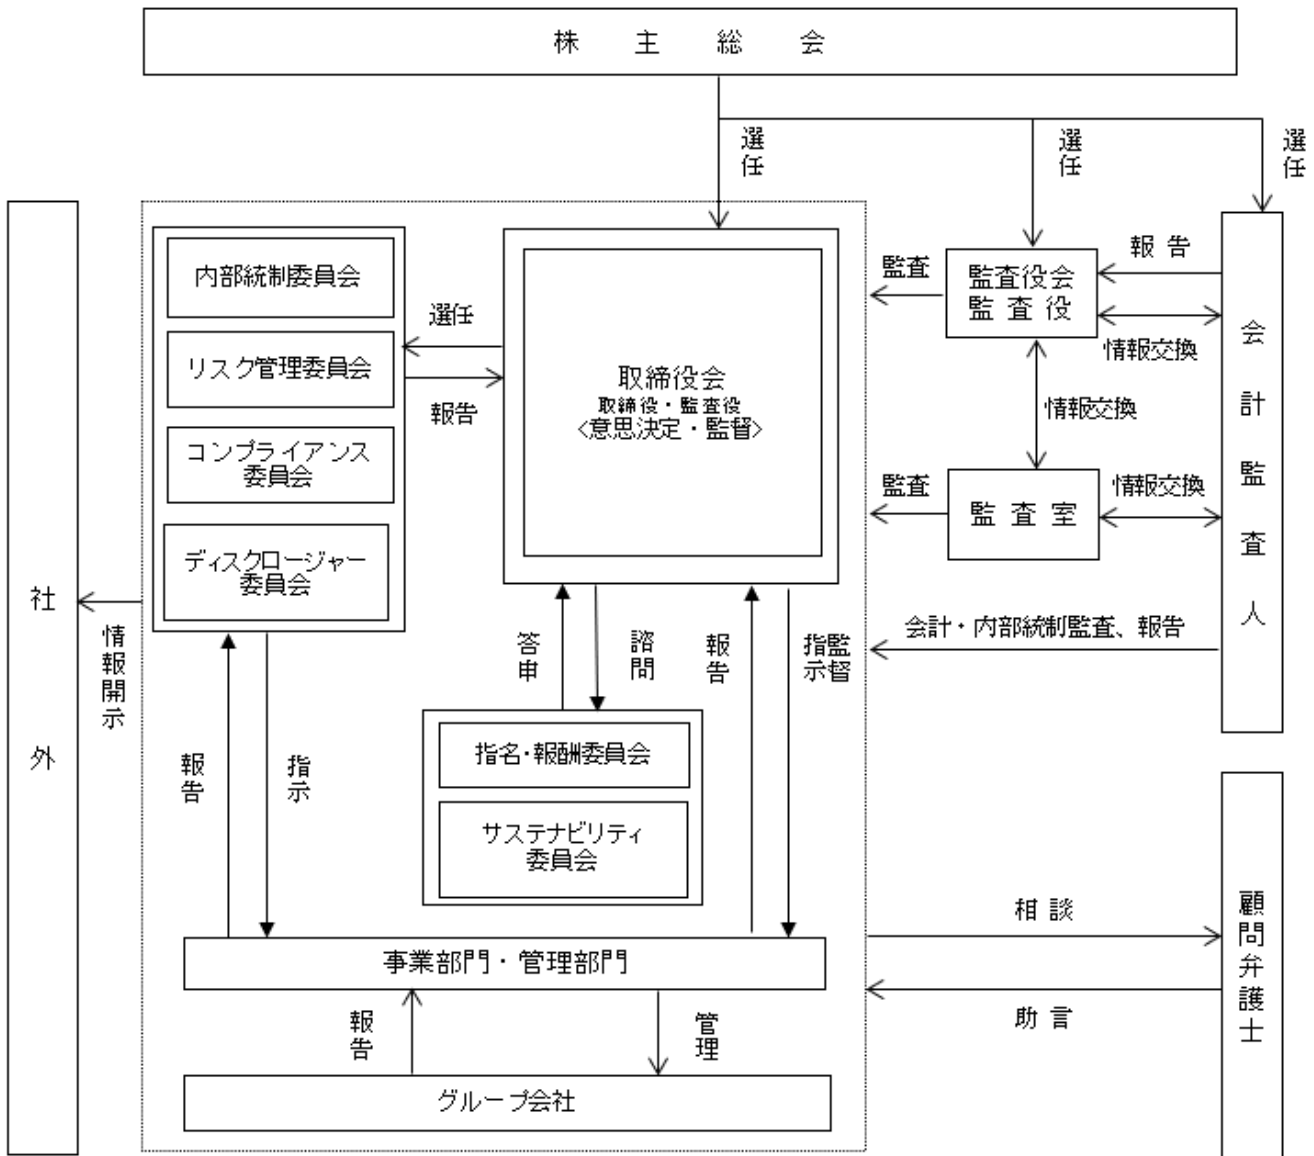 株主総会
選任
選任
選任
内部統制委員会
リスク管理委員会
コンプライアンス
委員会
ディスクロージャー
委員会
選任
報告
取締役会
取締役・監査役
<意思決定・監督>
監査
監査役会
監査役
報告
情報交換
情報交換
監査
監査室
情報交換
会計監査人
会計・内部統制監査、報告
社外
情報開示
答申
諮問
報告
指示
監督
指名・報酬委員会
サステナビリティ
委員会
報告
指示
事業部門・管理部門
報告
管理
グループ会社
相談
助言
顧問弁護士